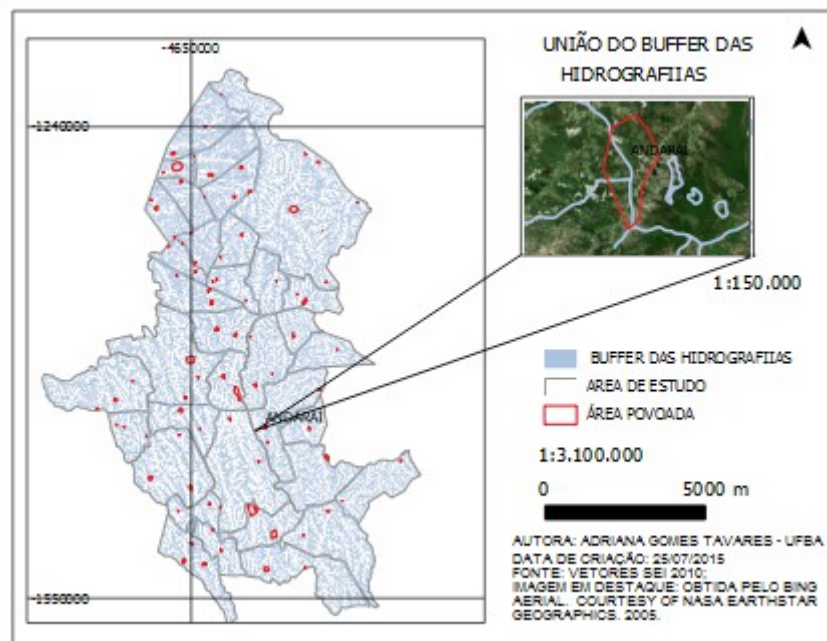 -4650000
UNIÃO DO BUFFER DAS
HIDROGRAFIIAS
-1240000
ANDARAÍ
1:150.000
BUFFER DAS HIDROGRAFIIAS
AREA DE ESTUDO
ÁREA POVOADA
ANDARAÍ
1:3.100.000
0 5000 m
AUTORA: ADRIANA GOMES TAVARES - UFBA
DATA DE CRIAÇÃO: 25/07/2015
FONTE: VETORES SEI 2010;
IMAGEM EM DESTAQUE: OBTIDA PELO BING
AERIAL. COURTESY OF NASA EARTHSTAR
GEOGRAPHICS. 2005.
-1550000